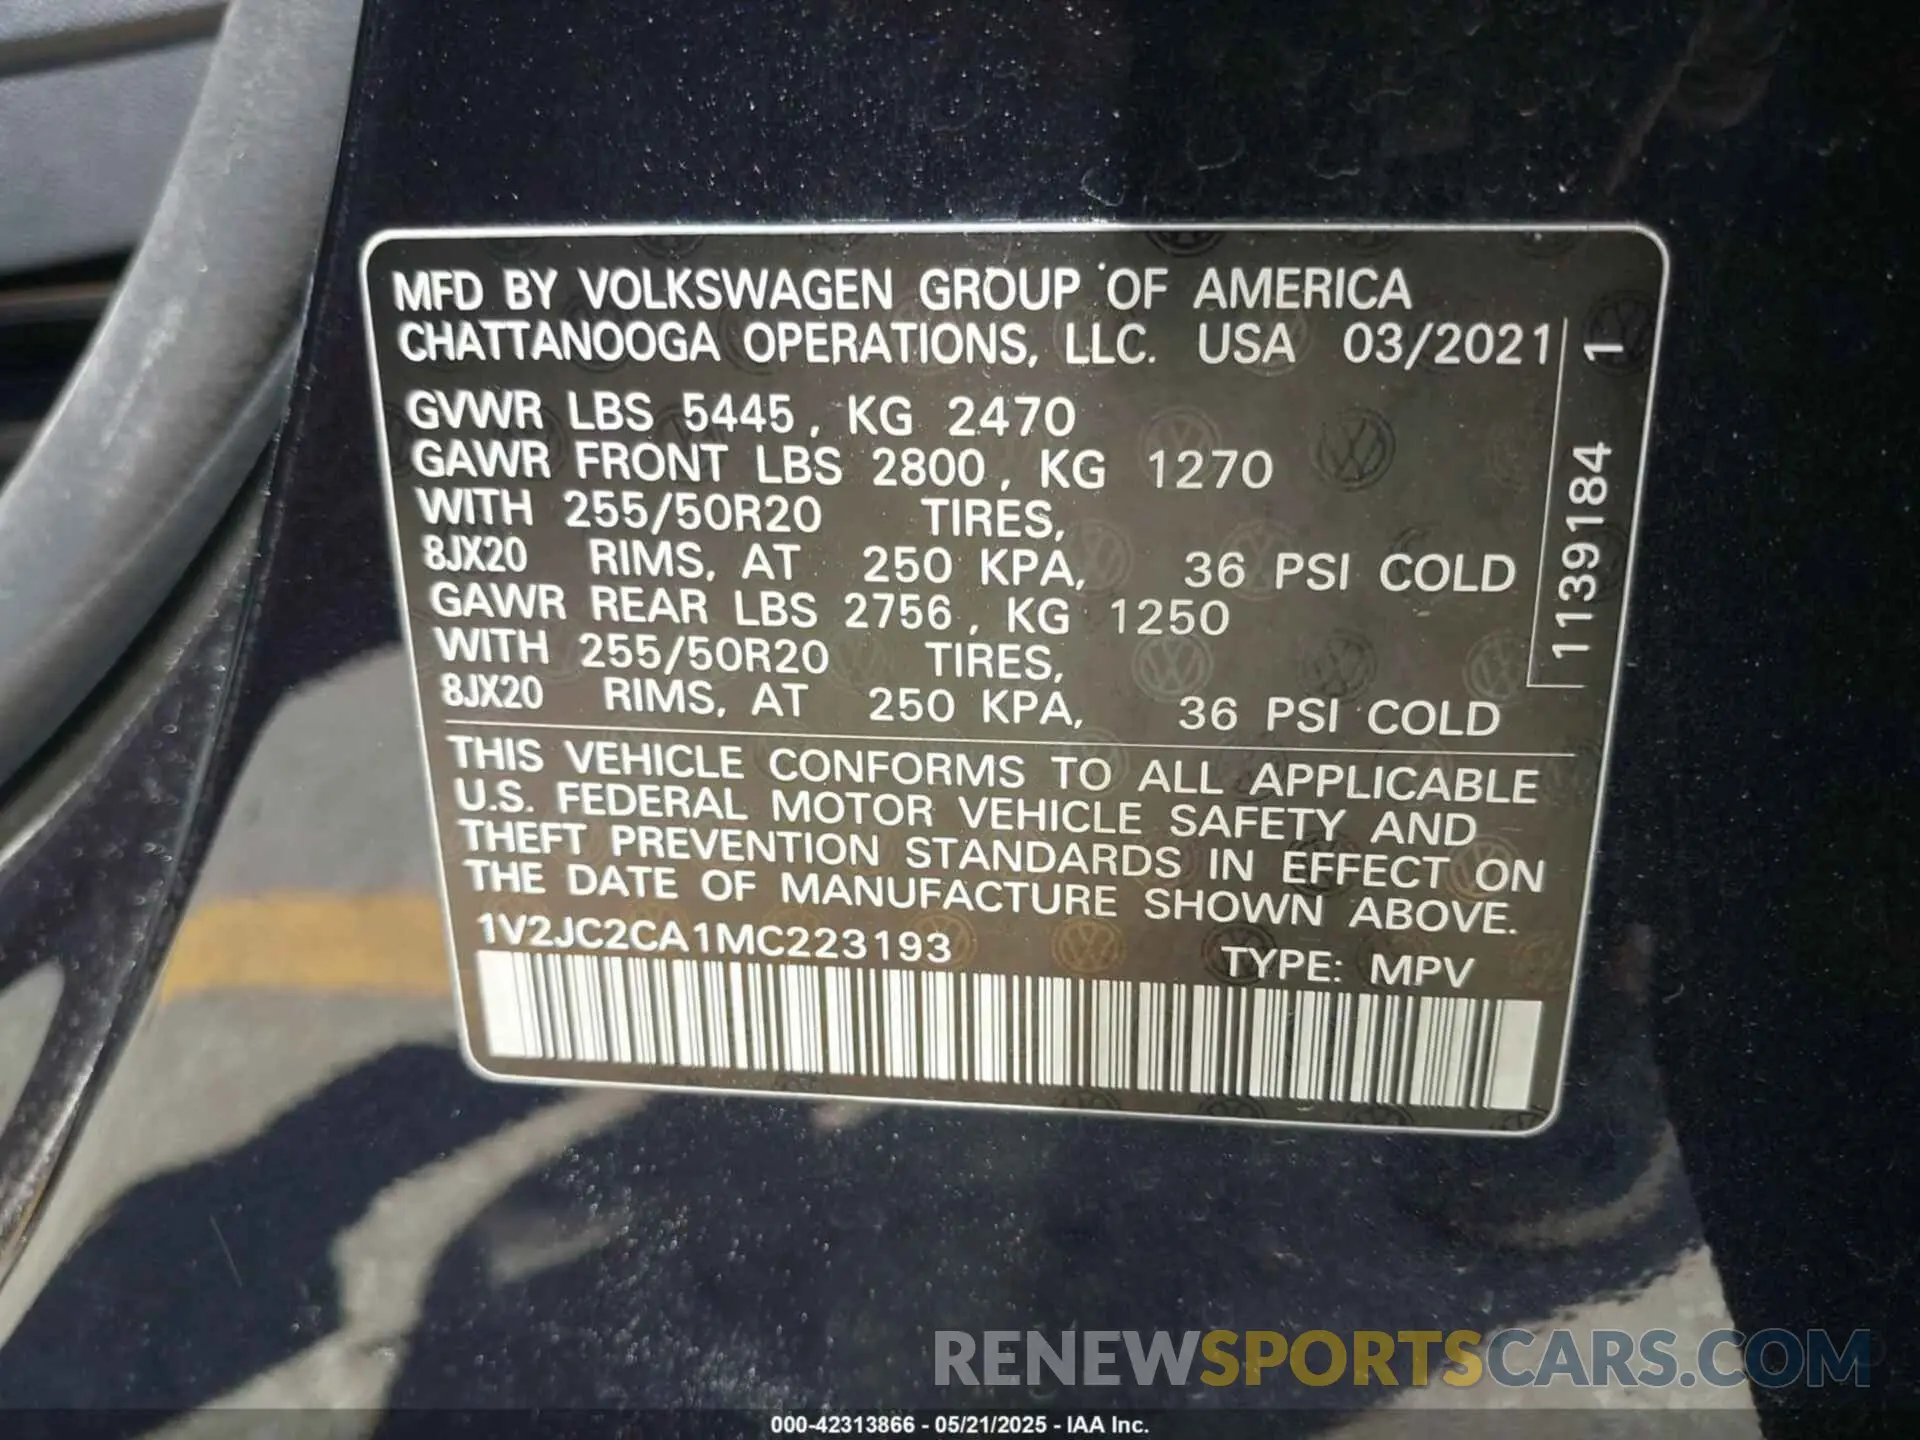 MFD BY VOLKSWAGEN GROUP OF AMERICA
CHATTANOOGA OPERATIONS, LLC. USA 03/2021
GVWR LBS 5445, KG 2470
GAWR FRONT LBS 2800, KG 1270
WITH 255/50R20 TIRES,
8JX20 RIMS, AT 250 KPA, 36 PSI COLD
GAWR REAR LBS 2756, KG 1250
WITH 255/50R20 TIRES,
8JX20 RIMS, AT 250 KPA, 36 PSI COLD
1139184 1
THIS VEHICLE CONFORMS TO ALL APPLICABLE
U.S. FEDERAL MOTOR VEHICLE SAFETY AND
THEFT PREVENTION STANDARDS IN EFFECT ON
THE DATE OF MANUFACTURE SHOWN ABOVE.
1V2JC2CA1MC223193 TYPE: MPV
RENEWSPORTSCARS.COM
000-42313866 - 05/21/2025 - IAA Inc.